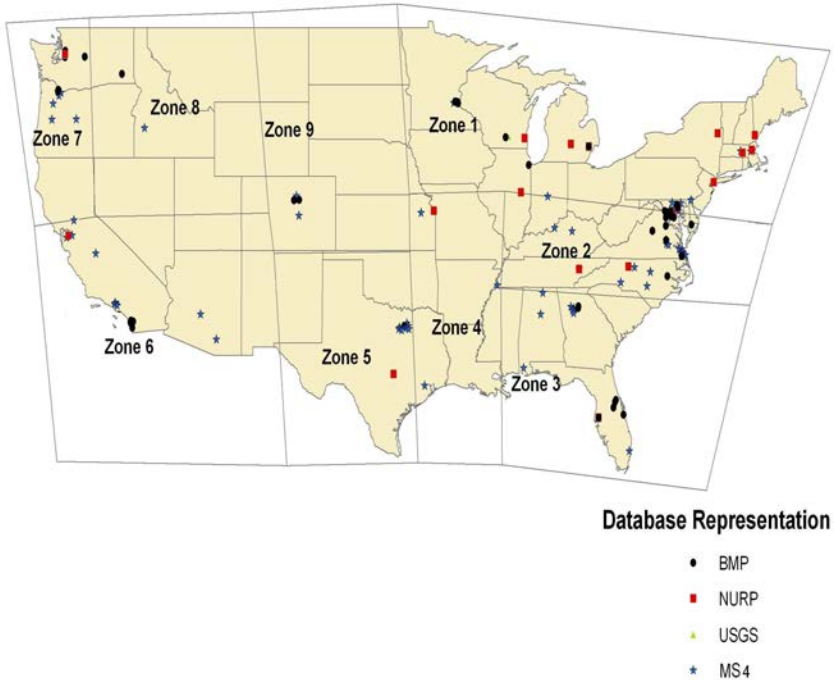 Zone 8
Zone 9
Zone 1
Zone 7
Zone 2
Zone 4
Zone 6
Zone 5
Zone 3
Database Representation
BMP
NURP
USGS
MS4